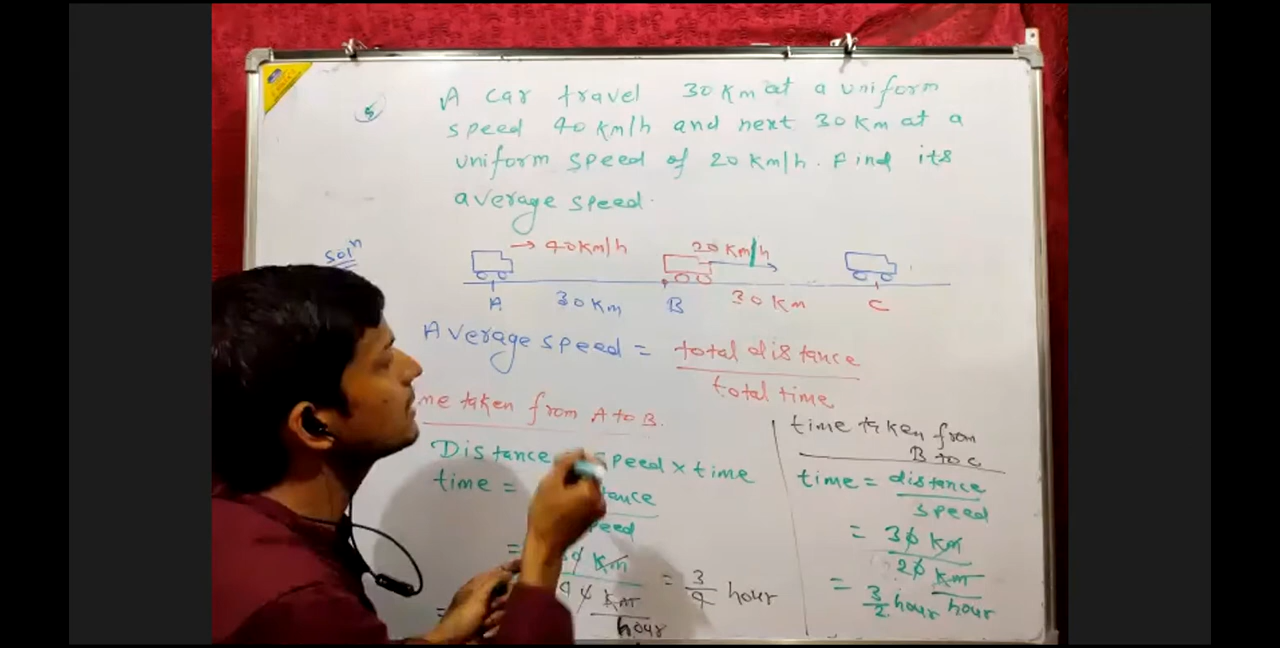 5
A car travel 30 Km at a uniform
speed 40 Km/h and next 30 Km at a
uniform speed of 20 Km/h. Find its
average speed.
Solⁿ
→ 40 Km/h
20 Km/h
A 30 Km B 30 Km C
Average speed = total distance / total time
me taken from A to B.
Distance speed × time
time =
30 Km
= 3/4 hour
hour
time taken from
B to C
time = distance / speed
= 30 Km / 20 Km
hour
= 3/2 hour